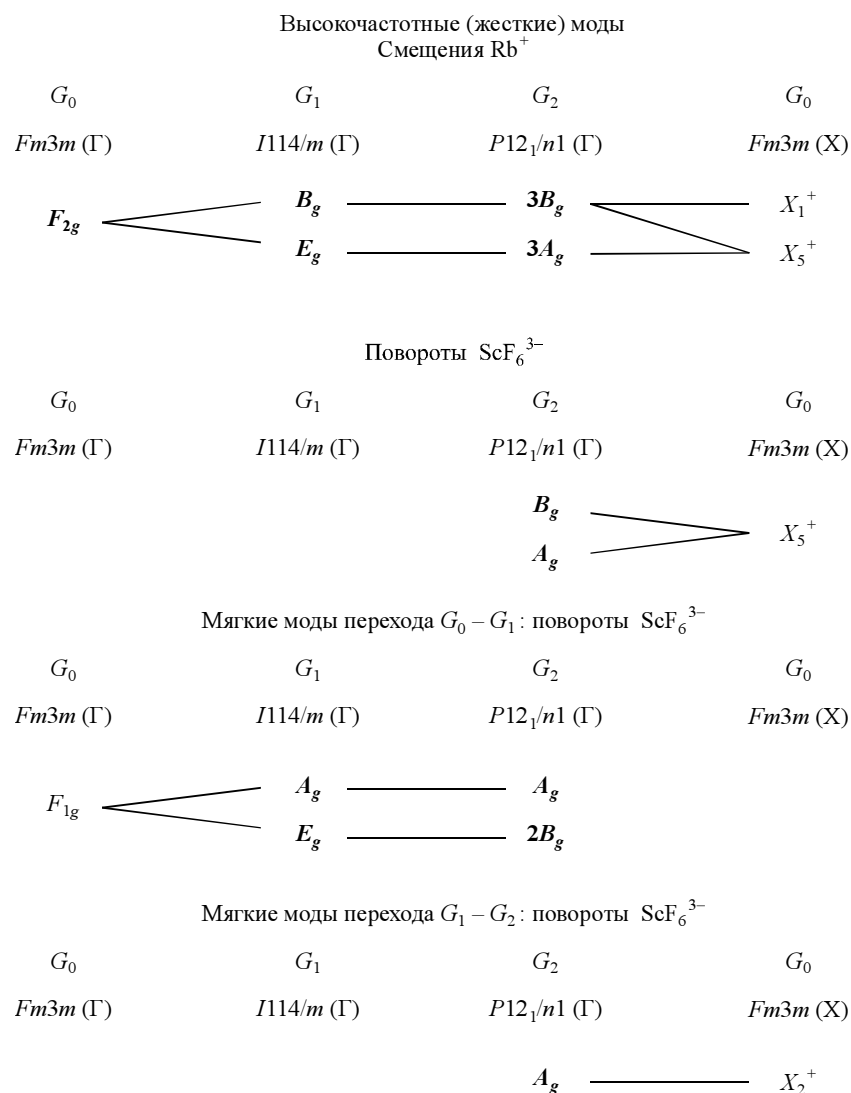 Высокочастотные (жесткие) моды
Смещения Rb⁺
G₀ G₁ G₂ G₀
Fm3m (Г) I114/m (Г) P12₁/n1 (Г) Fm3m (X)
B_g 3B_g X₁⁺
F₂g
E_g 3A_g X₅⁺
Повороты ScF₆³⁻
G₀ G₁ G₂ G₀
Fm3m (Г) I114/m (Г) P12₁/n1 (Г) Fm3m (X)
B_g
X₅⁺
A_g
Мягкие моды перехода G₀ – G₁: повороты ScF₆³⁻
G₀ G₁ G₂ G₀
Fm3m (Г) I114/m (Г) P12₁/n1 (Г) Fm3m (X)
A_g A_g
F₁g
E_g 2B_g
Мягкие моды перехода G₁ – G₂: повороты ScF₆³⁻
G₀ G₁ G₂ G₀
Fm3m (Г) I114/m (Г) P12₁/n1 (Г) Fm3m (X)
A_g X₂⁺